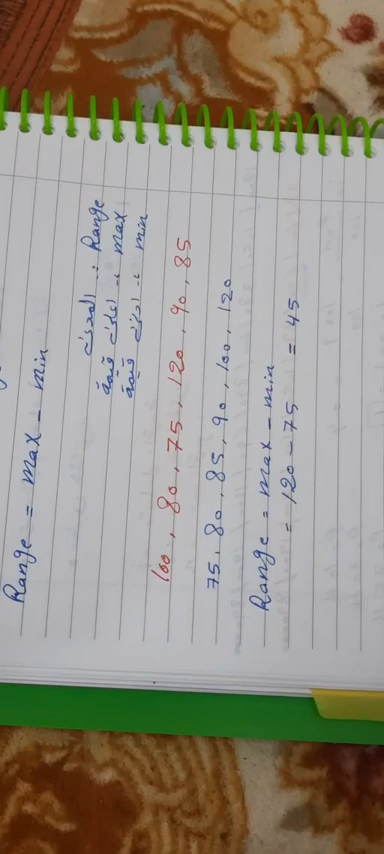 Range = max - min
المدى : Range
أعلى قيمة : max
أدنى قيمة : min
100 , 80 , 75 , 120 , 90 , 85
75 , 80 , 85 , 90 , 100 , 120
Range = max - min
= 120 - 75 = 45